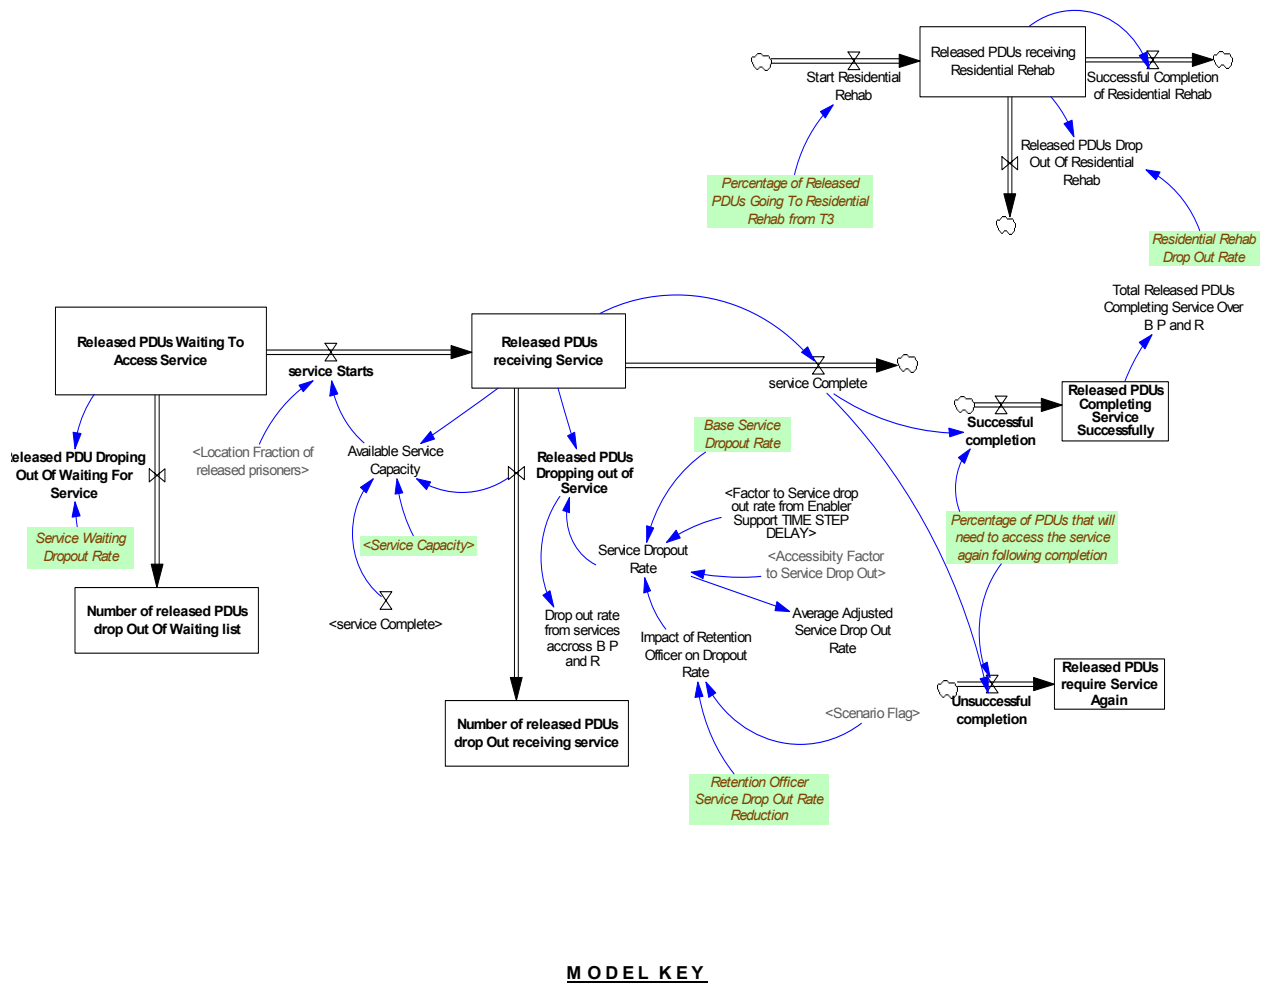 Released PDUs receiving
Residential Rehab
Start Residential
Rehab
Successful Completion
of Residential Rehab
Released PDUs Drop
Out Of Residential
Rehab
Percentage of Released
PDUs Going To Residential
Rehab from T3
Residential Rehab
Drop Out Rate
Total Released PDUs
Completing Service Over
B P and R
Released PDUs Waiting To
Access Service
service Starts
Released PDUs
receiving Service
service Complete
Released PDUs
Completing
Service
Successfully
Successful
completion
Base Service
Dropout Rate
<Location Fraction of
released prisoners>
Available Service
Capacity
eleased PDU Droping
Out Of Waiting For
Service
Released PDUs
Dropping out of
Service
<Factor to Service drop
out rate from Enabler
Support TIME STEP
DELAY>
Service Waiting
Dropout Rate
<Service Capacity>
Service Dropout
Rate
<Accessibity Factor
to Service Drop Out>
Percentage of PDUs that will
need to access the service
again following completion
Number of released PDUs
drop Out Of Waiting list
<service Complete>
Drop out rate
from services
accross B P
and R
Impact of Retention
Officer on Dropout
Rate
Average Adjusted
Service Drop Out
Rate
Released PDUs
require Service
Again
Unsuccessful
completion
Number of released PDUs
drop Out receiving service
<Scenario Flag>
Retention Officer
Service Drop Out Rate
Reduction
MODEL KEY